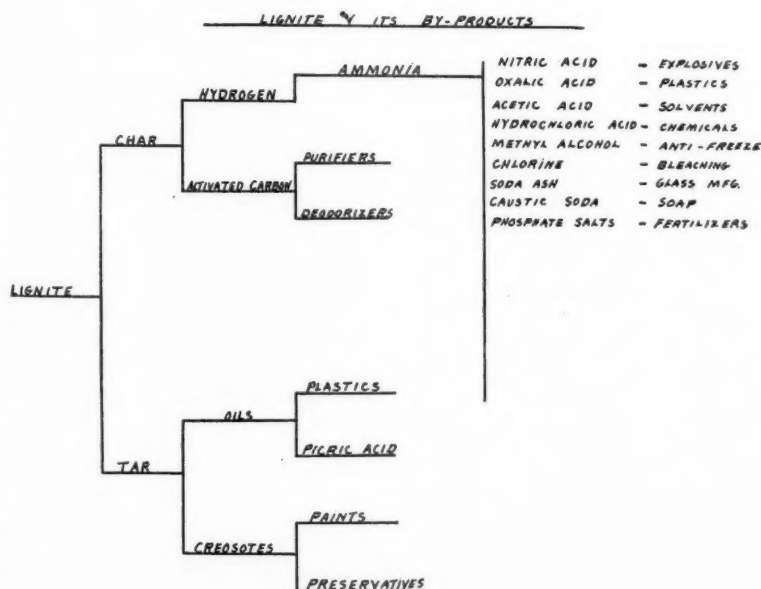 LIGNITE & ITS BY-PRODUCTS
AMMONIA
HYDROGEN
CHAR
PURIFIERS
ACTIVATED CARBON
DEODORIZERS
LIGNITE
PLASTICS
OILS
PICRIC ACID
TAR
PAINTS
CREOSOTES
PRESERVATIVES
NITRIC ACID - EXPLOSIVES
OXALIC ACID - PLASTICS
ACETIC ACID - SOLVENTS
HYDROCHLORIC ACID - CHEMICALS
METHYL ALCOHOL - ANTI-FREEZE
CHLORINE - BLEACHING
SODA ASH - GLASS MFG.
CAUSTIC SODA - SOAP
PHOSPHATE SALTS - FERTILIZERS